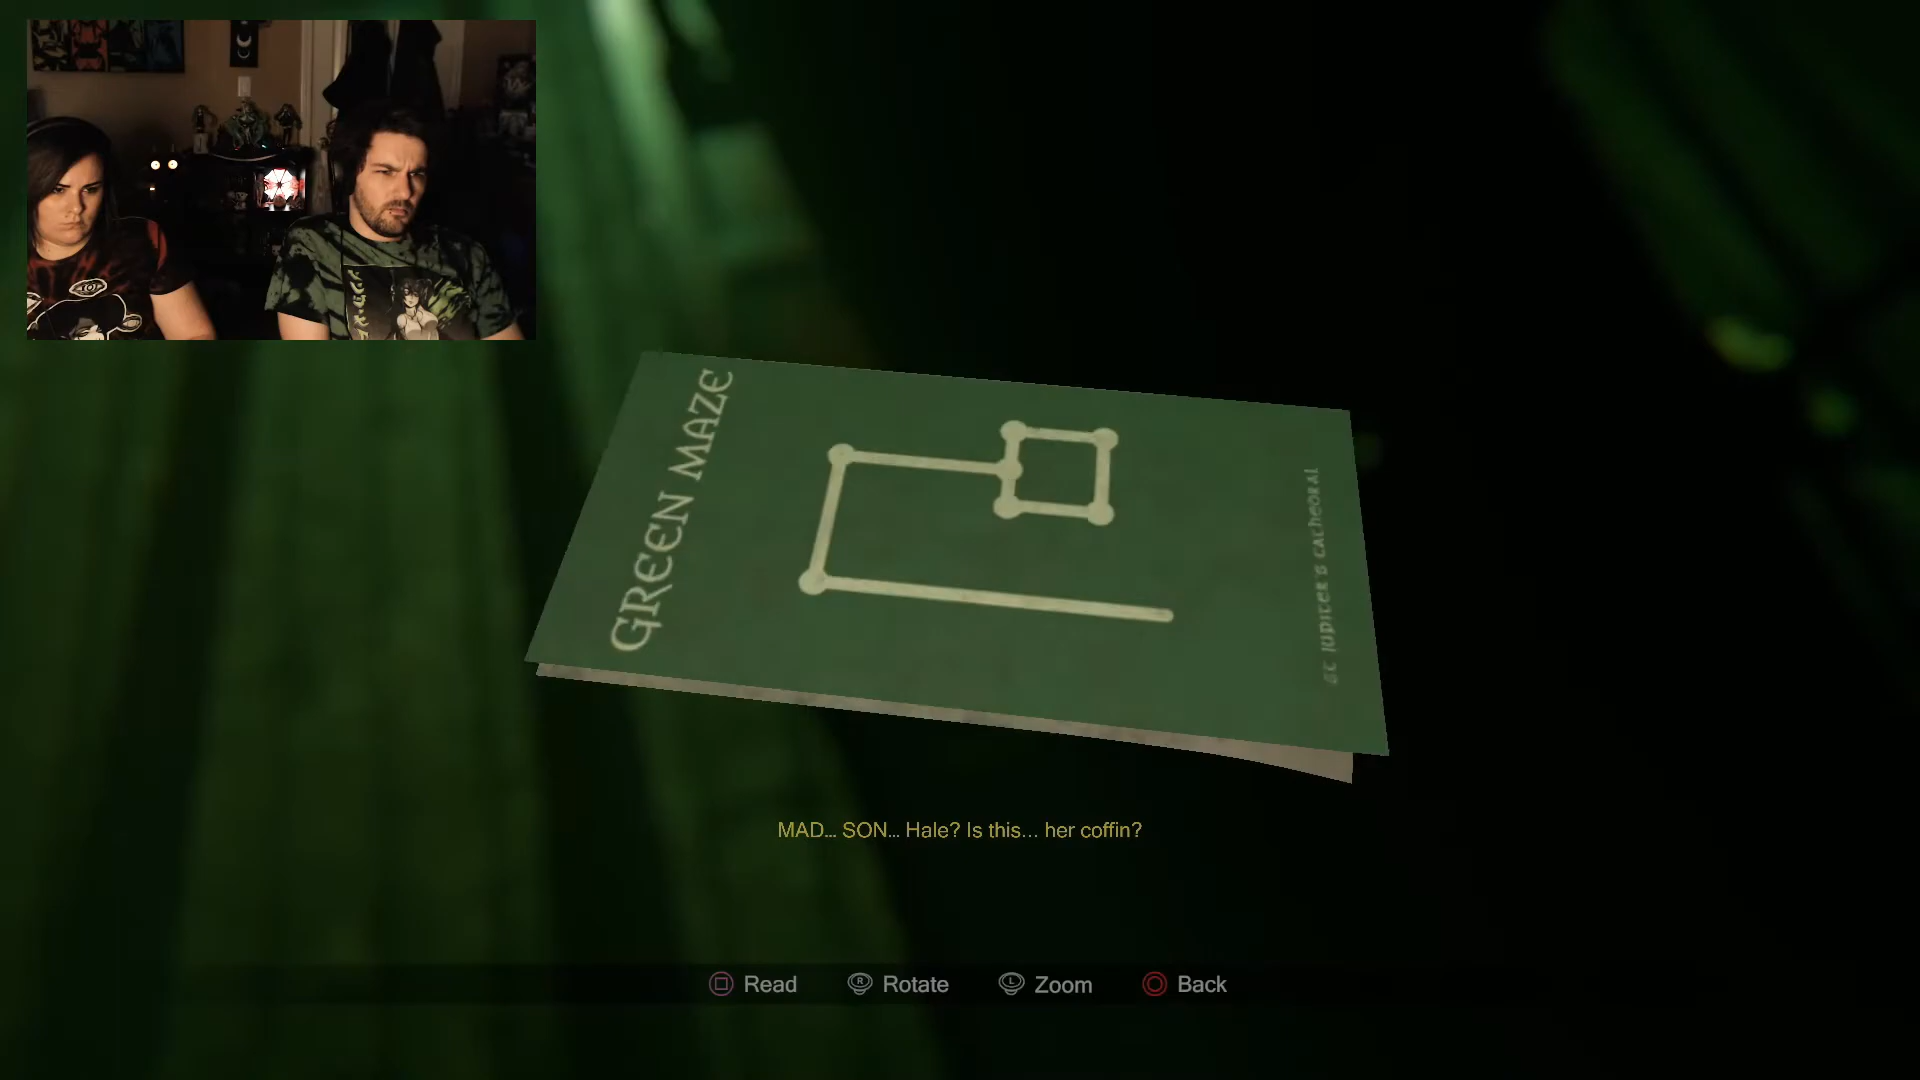 GREEN MAZE
ST JUPITER'S CATHEDRAL
MAD... SON... Hale? Is this... her coffin?
Read
Rotate
Zoom
Back